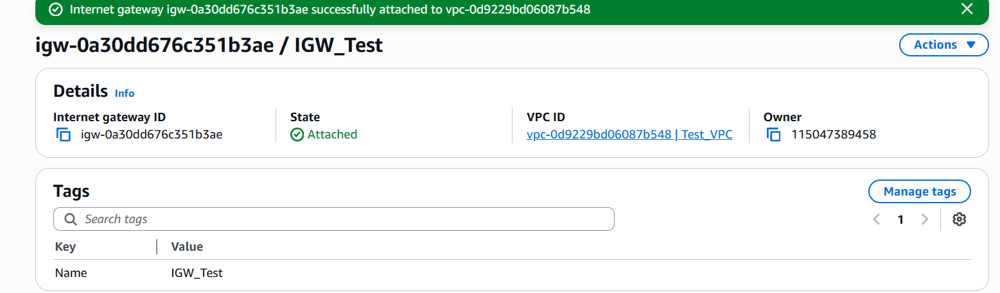 Internet gateway igw-0a30dd676c351b3ae successfully attached to vpc-0d9229bd06087b548
igw-0a30dd676c351b3ae / IGW_Test
Actions
Details Info
Internet gateway ID
igw-0a30dd676c351b3ae
State
Attached
VPC ID
vpc-0d9229bd06087b548 | Test_VPC
Owner
115047389458
Tags
Manage tags
Search tags
1
Key Value
Name IGW_Test